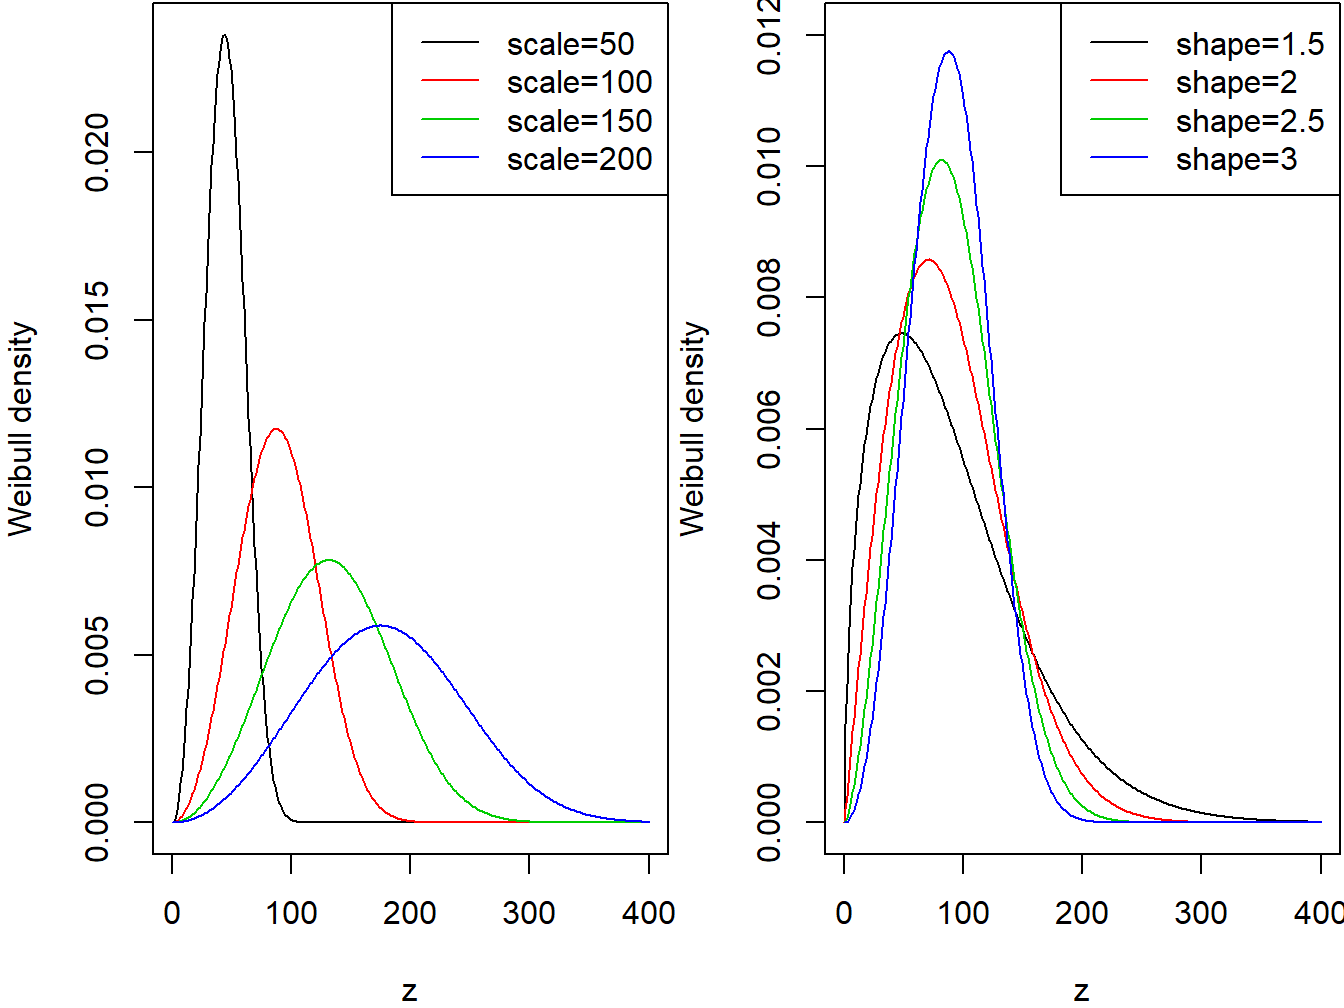 scale=50
scale=100
scale=150
scale=200
Weibull density
0.020
0.015
0.010
0.005
0.000
0 100 200 300 400
z
shape=1.5
shape=2
shape=2.5
shape=3
Weibull density
0.012
0.010
0.008
0.006
0.004
0.002
0.000
0 100 200 300 400
z